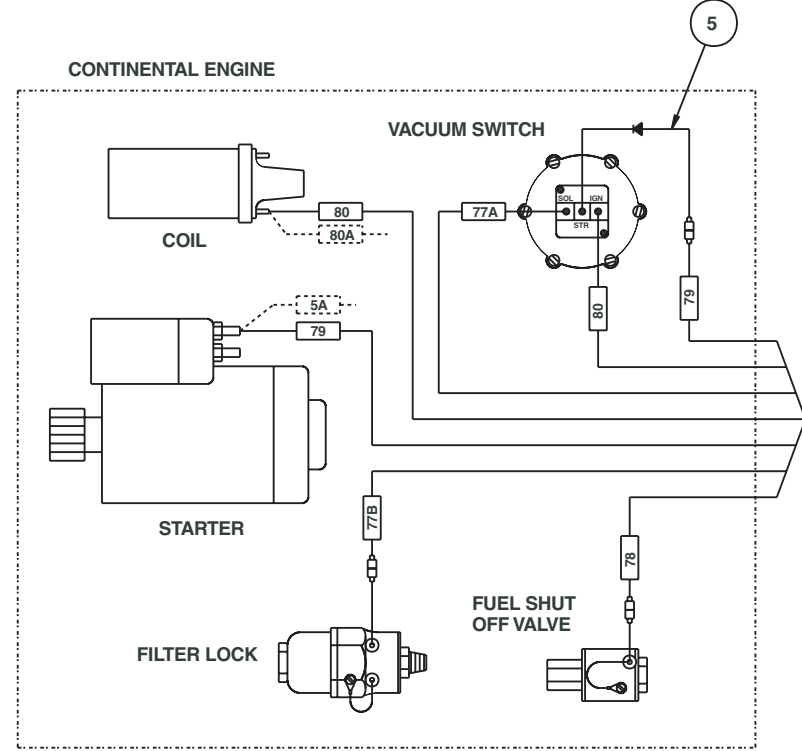 5
CONTINENTAL ENGINE
VACUUM SWITCH
SOL IGN
STR
77A
80
80A
COIL
80
79
5A
79
STARTER
77B
78
FUEL SHUT
OFF VALVE
FILTER LOCK